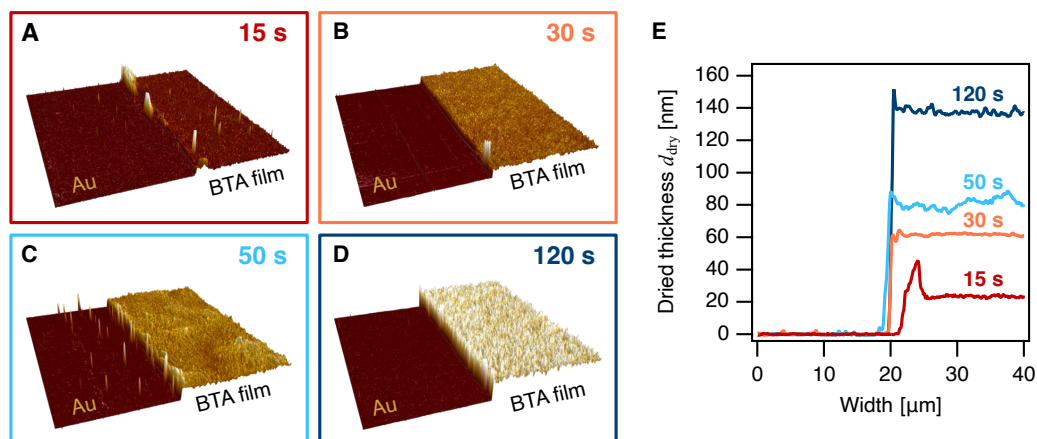 A
15 s
Au
BTA film
B
30 s
BTA film
C
50 s
Au
BTA film
D
120 s
Au
BTA film
E
Dried thickness d_dry [nm]
160
140
120
100
80
60
40
20
0
120 s
50 s
30 s
15 s
0
10
20
30
40
Width [µm]